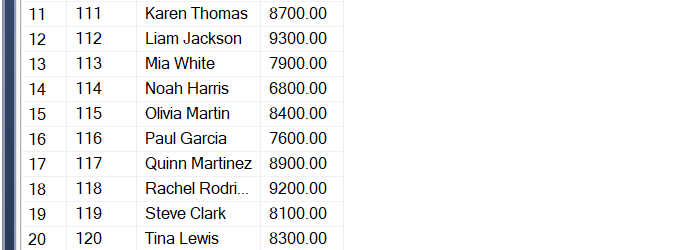 11 111 Karen Thomas 8700.00
12 112 Liam Jackson 9300.00
13 113 Mia White 7900.00
14 114 Noah Harris 6800.00
15 115 Olivia Martin 8400.00
16 116 Paul Garcia 7600.00
17 117 Quinn Martinez 8900.00
18 118 Rachel Rodri... 9200.00
19 119 Steve Clark 8100.00
20 120 Tina Lewis 8300.00